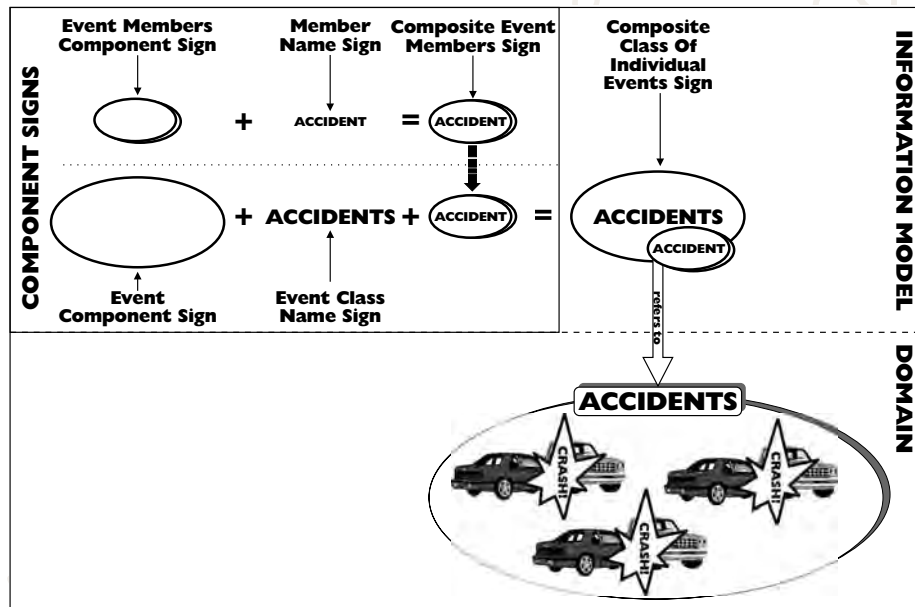 Event Members
Component Sign
Member
Name Sign
Composite Event
Members Sign
Composite
Class Of
Individual
Events Sign
COMPONENT SIGNS
INFORMATION MODEL
+ ACCIDENT = ACCIDENT
+ ACCIDENTS + ACCIDENT =
ACCIDENTS
ACCIDENT
Event
Component Sign
Event Class
Name Sign
refers to
DOMAIN
ACCIDENTS
CRASH!
CRASH!
CRASH!